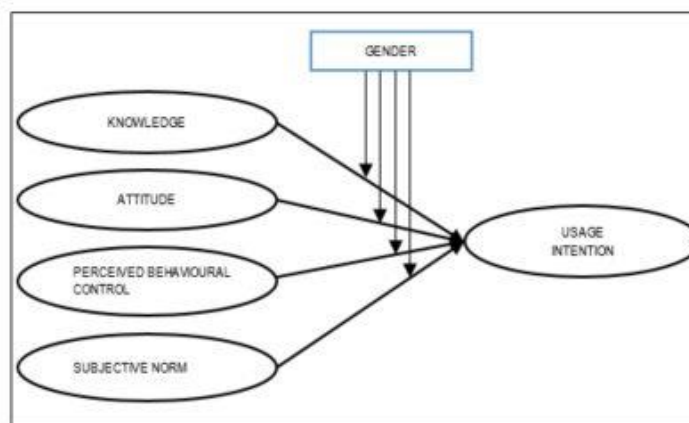 GENDER
KNOWLEDGE
ATTITUDE
USAGE
INTENTION
PERCEIVED BEHAVIOURAL
CONTROL
SUBJECTIVE NORM